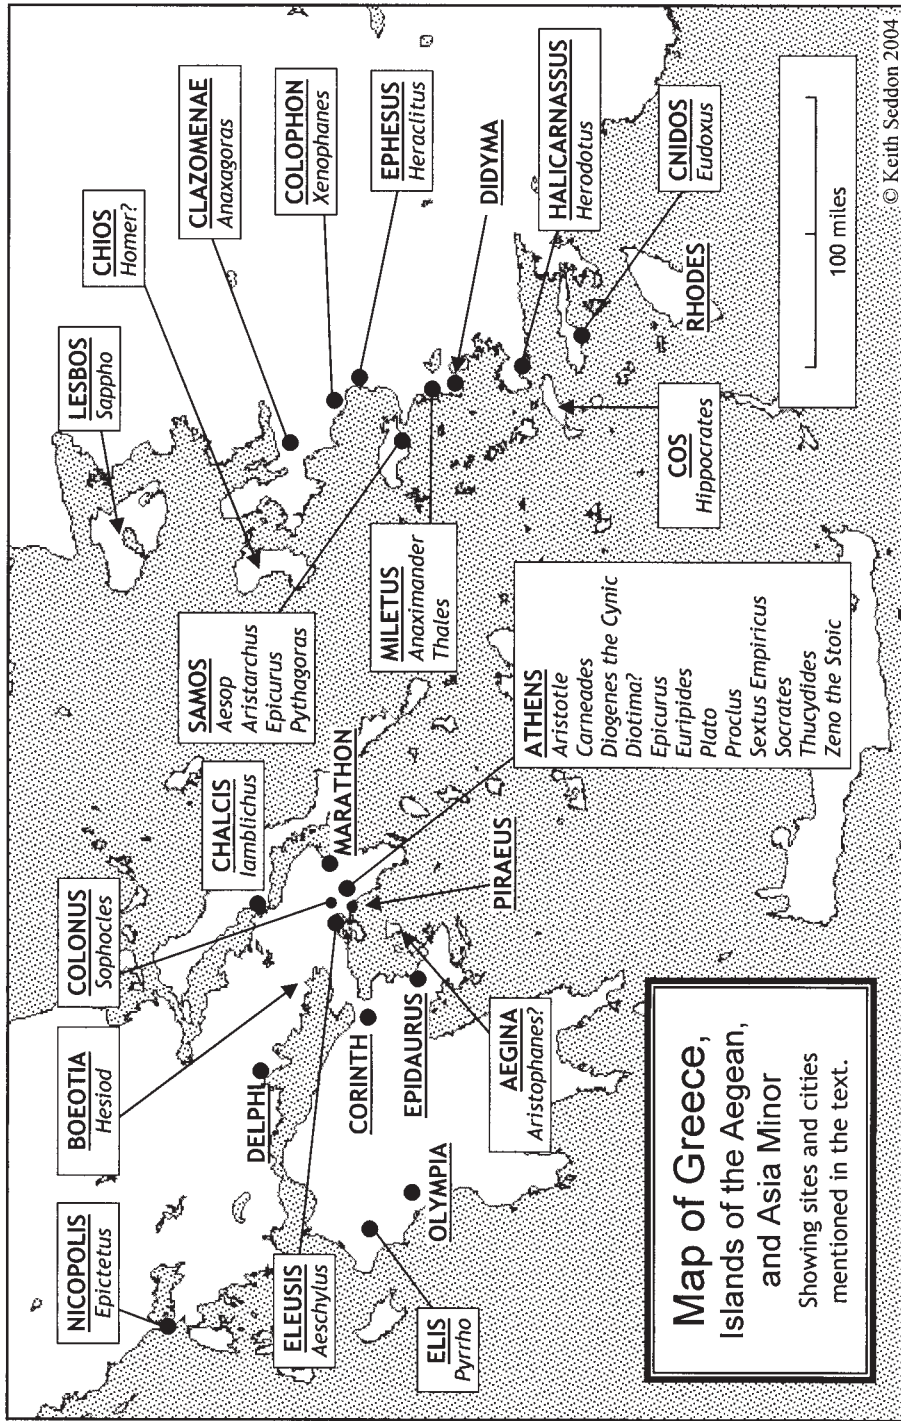 NICOPOLIS
Epictetus
BOEOTIA
Hesiod
COLONUS
Sophocles
LESBOS
Sappho
CHIOS
Homer?
CLAZOMENAE
Anaxagoras
CHALCIS
Iamblichus
SAMOS
Aesop
Aristarchus
Epicurus
Pythagoras
COLOPHON
Xenophanes
DELPHI
ELEUSIS
Aeschylus
MARATHON
EPHESUS
Heraclitus
CORINTH
MILETUS
Anaximander
Thales
DIDYMA
ELIS
Pyrrho
OLYMPIA
EPIDAURUS
PIRAEUS
AEGINA
Aristophanes?
ATHENS
Aristotle
Carneades
Diogenes the Cynic
Diotima?
Epicurus
Euripides
Plato
Proclus
Sextus Empiricus
Socrates
Thucydides
Zeno the Stoic
HALICARNASSUS
Herodotus
COS
Hippocrates
CNIDOS
Eudoxus
RHODES
Map of Greece,
Islands of the Aegean,
and Asia Minor
Showing sites and cities
mentioned in the text.
100 miles
© Keith Seddon 2004